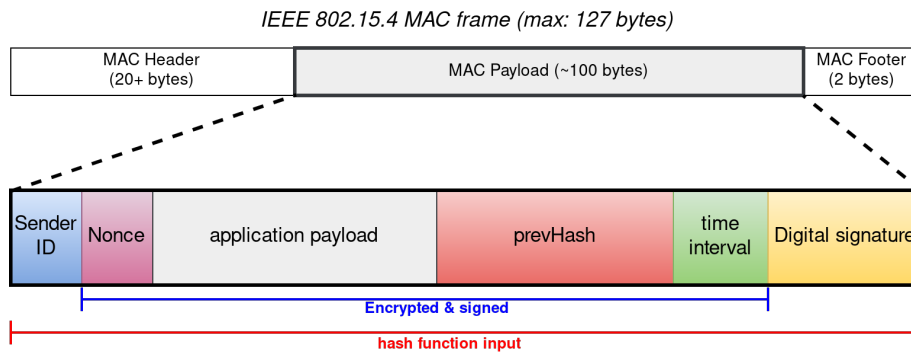 IEEE 802.15.4 MAC frame (max: 127 bytes)
MAC Header
(20+ bytes)
MAC Payload (~100 bytes)
MAC Footer
(2 bytes)
Sender
ID
Nonce
application payload
prevHash
time
interval
Digital signature
Encrypted & signed
hash function input